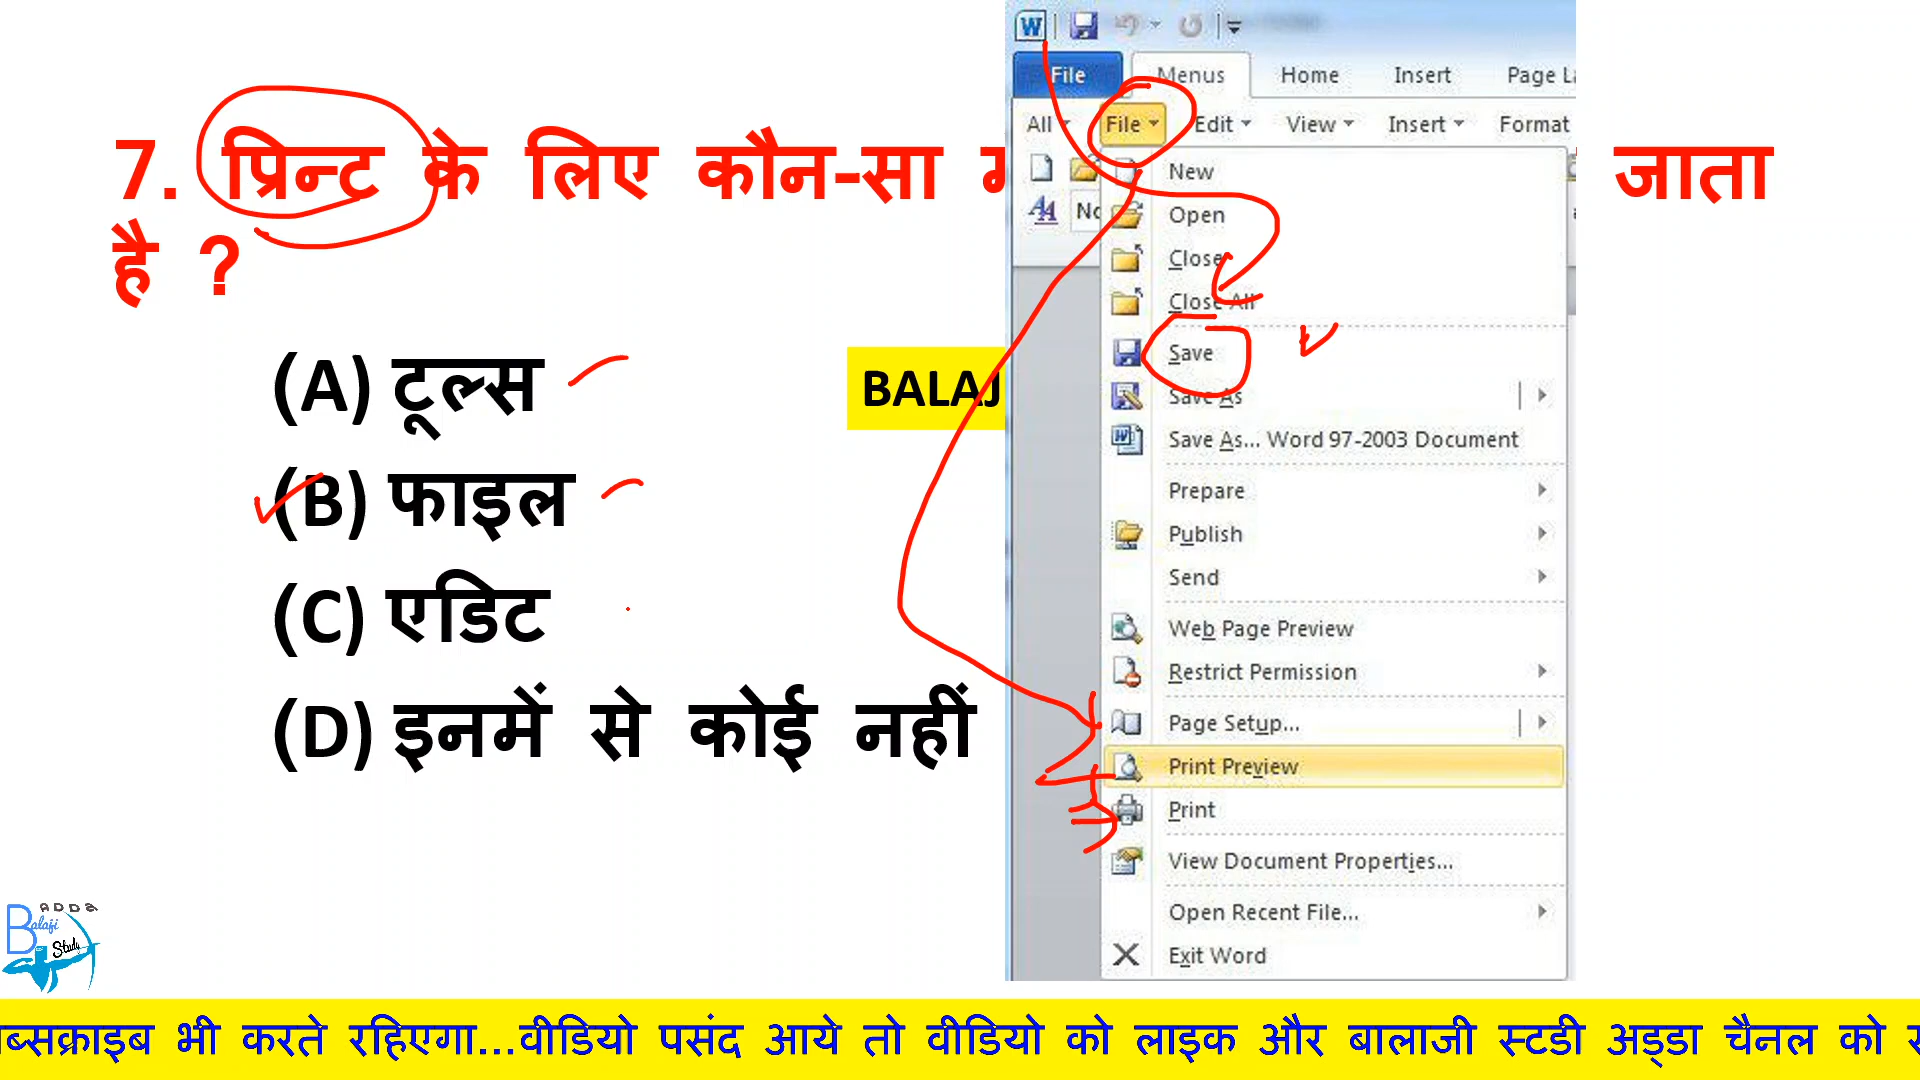 7. प्रिन्ट के लिए कौन-सा जाता
है ?
(A) टूल्स
(B) फाइल
(C) एडिट
(D) इनमें से कोई नहीं
BALAJ
W
File Menus Home Insert Page La
All File Edit View Insert Format
No
New
Open
Close
Close All
Save
Save As
Save As... Word 97-2003 Document
Prepare
Publish
Send
Web Page Preview
Restrict Permission
Page Setup...
Print Preview
Print
View Document Properties...
Open Recent File...
Exit Word
ADDA
Balaji
Study
ब्सक्राइब भी करते रहिएगा...वीडियो पसंद आये तो वीडियो को लाइक और बालाजी स्टडी अड्डा चैनल को